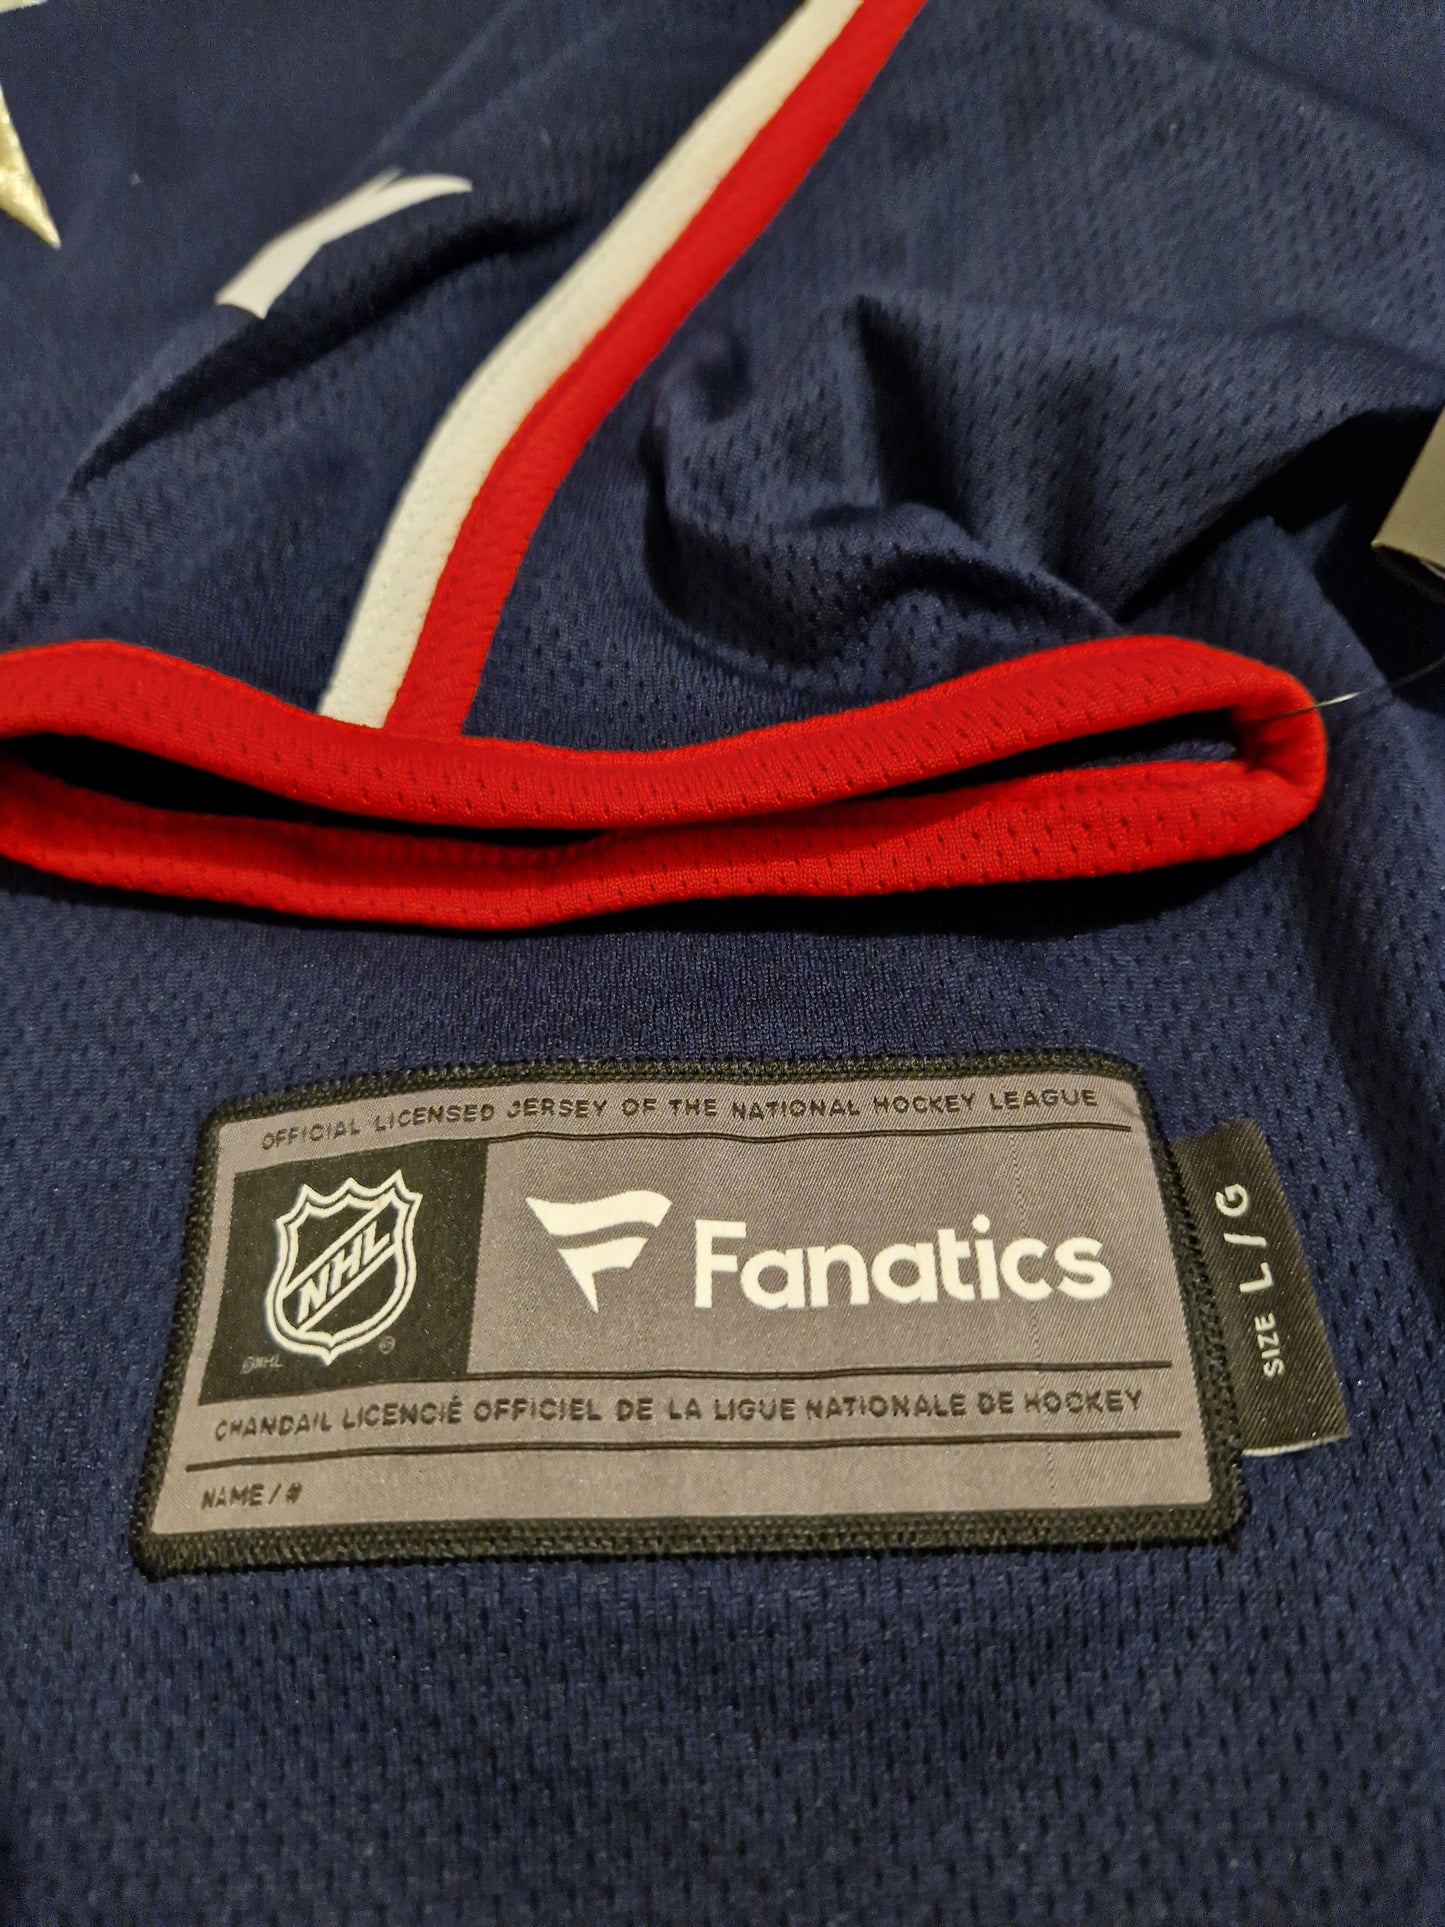 OFFICIAL LICENSED JERSEY OF THE NATIONAL HOCKEY LEAGUE
NHL
Fanatics
©NHL ®
CHANDAIL LICENCIÉ OFFICIEL DE LA LIGUE NATIONALE DE HOCKEY
NAME / #
SIZE L / G